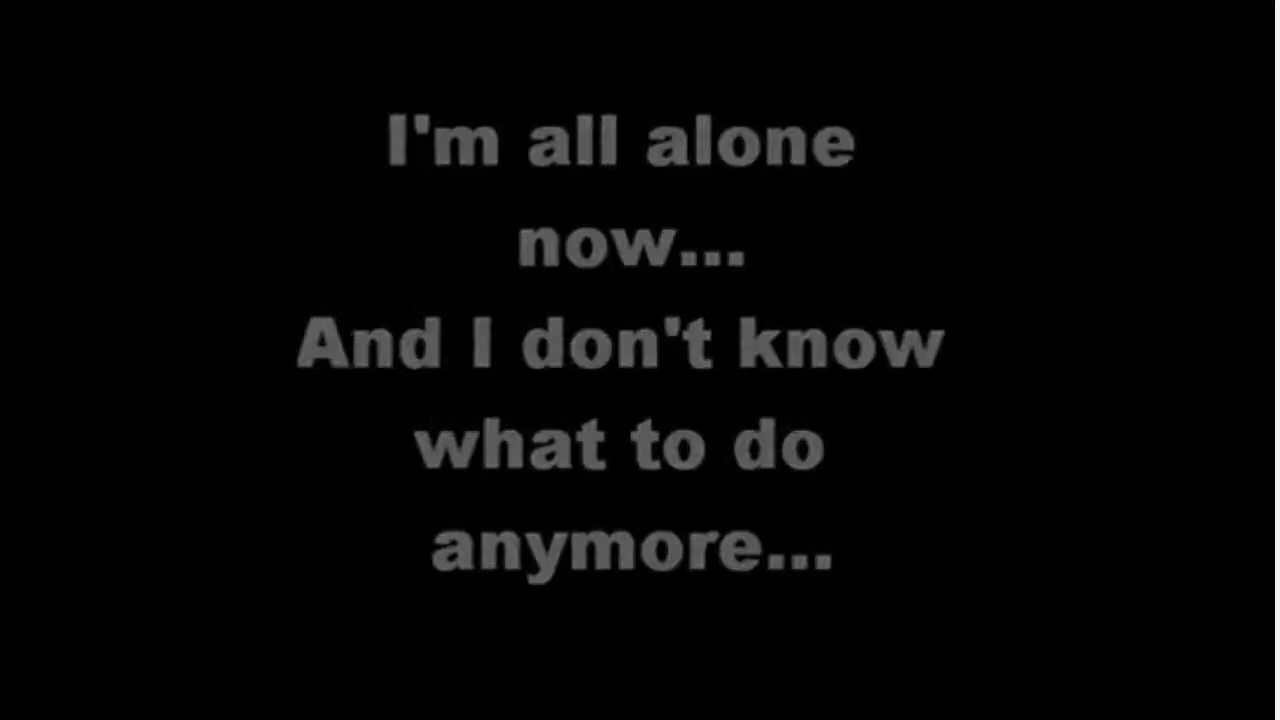 I'm all alone
now...
And I don't know
what to do
anymore...